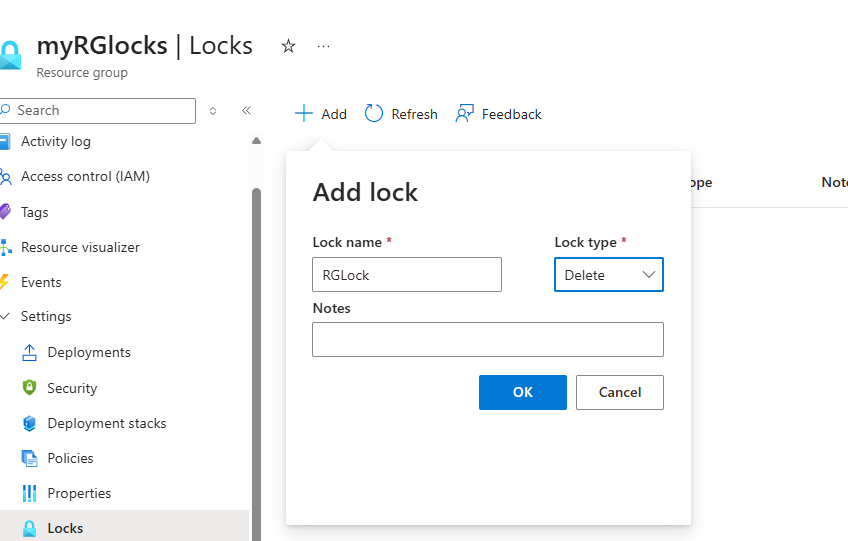 myRGlocks | Locks
Resource group
Search
Add Refresh Feedback
Activity log
Access control (IAM)
Tags
Resource visualizer
Events
Settings
Deployments
Security
Deployment stacks
Policies
Properties
Locks
Add lock
Lock name * Lock type *
RGLock Delete
Notes
OK Cancel